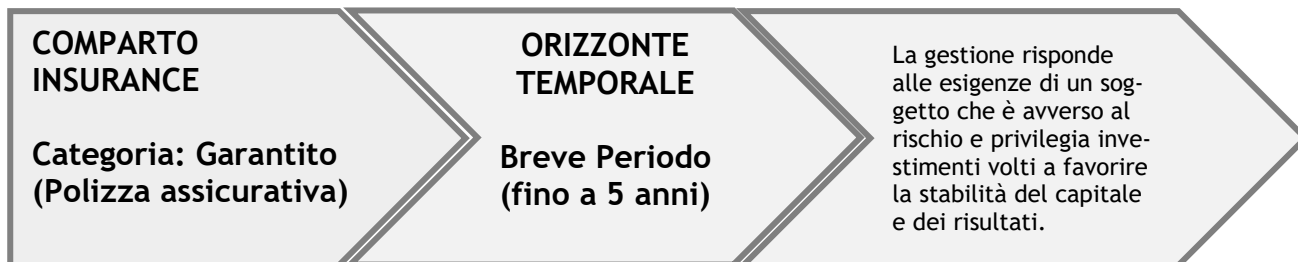 COMPARTO
INSURANCE
Categoria: Garantito
(Polizza assicurativa)
ORIZZONTE
TEMPORALE
Breve Periodo
(fino a 5 anni)
La gestione risponde
alle esigenze di un sog-
getto che è avverso al
rischio e privilegia inve-
stimenti volti a favorire
la stabilità del capitale
e dei risultati.